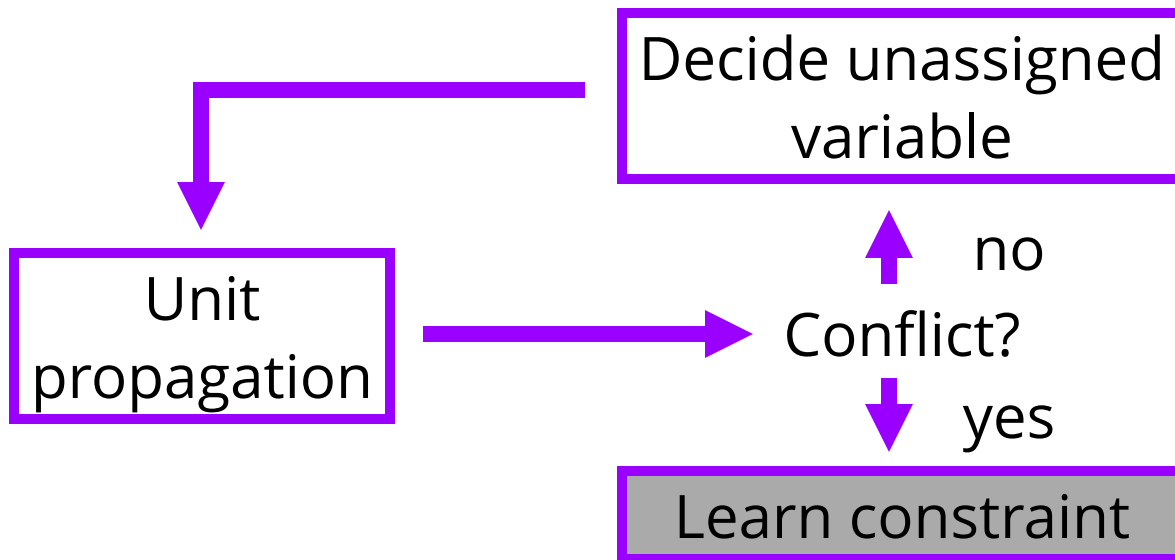 Decide unassigned
variable
no
Unit
propagation
Conflict?
yes
Learn constraint